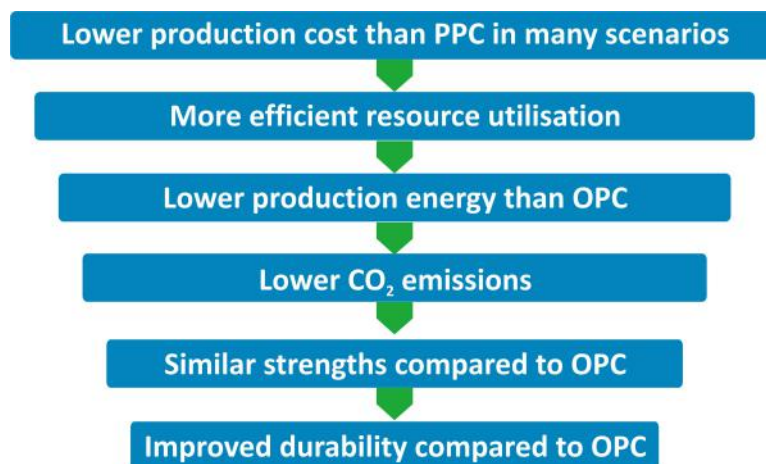 Lower production cost than PPC in many scenarios
More efficient resource utilisation
Lower production energy than OPC
Lower CO₂ emissions
Similar strengths compared to OPC
Improved durability compared to OPC